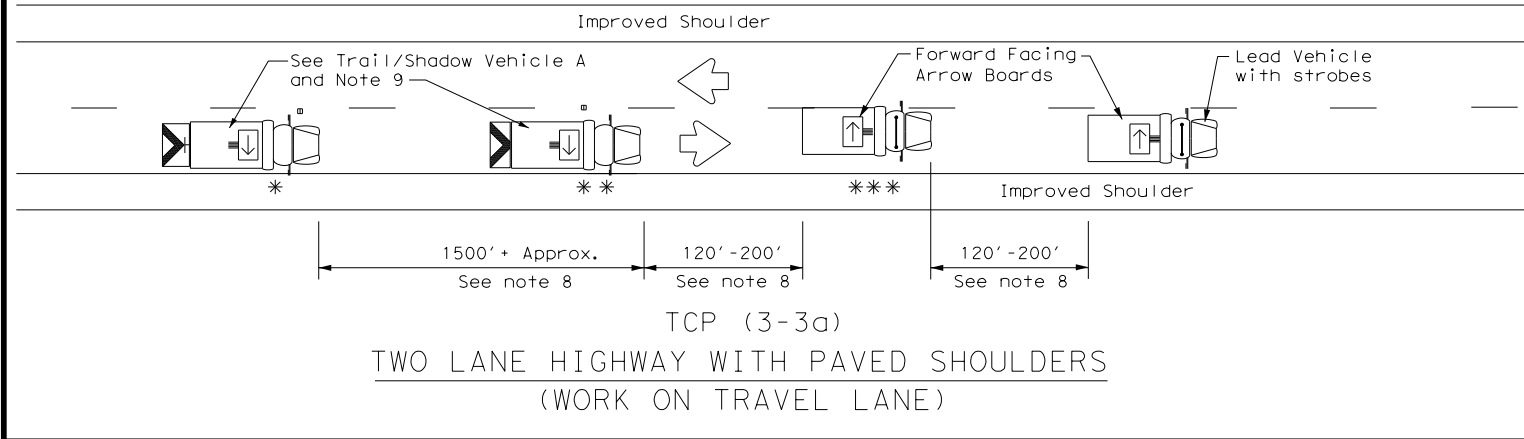 Improved Shoulder
See Trail/Shadow Vehicle A
and Note 9
Forward Facing
Arrow Boards
Lead Vehicle
with strobes
*
* *
***
Improved Shoulder
1500'+ Approx.
See note 8
120'-200'
See note 8
120'-200'
See note 8
TCP (3-3a)
TWO LANE HIGHWAY WITH PAVED SHOULDERS
(WORK ON TRAVEL LANE)